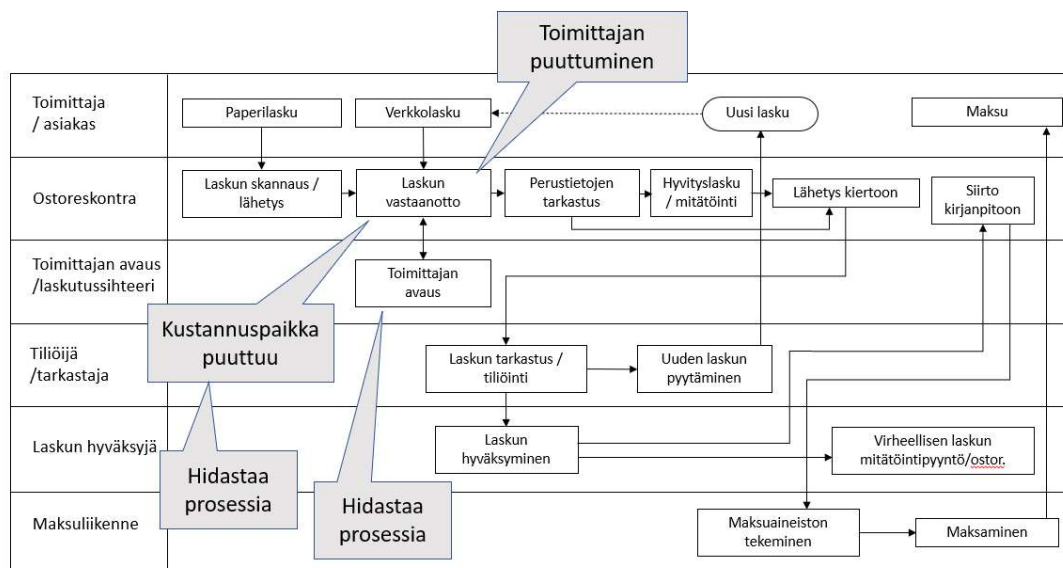 Toimittajan
puuttuminen
Toimittaja
/ asiakas
Paperilasku
Verkkolasku
Uusi lasku
Maksu
Ostoreskontra
Laskun skannaus /
lähetys
Laskun
vastaanotto
Perustietojen
tarkastus
Hyvityslasku
/ mitätöinti
Lähetys kiertoon
Siirto
kirjanpitoon
Toimittajan avaus
/laskutussihteeri
Toimittajan
avaus
Kustannuspaikka
puuttuu
Tiliöijä
/tarkastaja
Laskun tarkastus /
tiliöinti
Uuden laskun
pyytäminen
Laskun hyväksyjä
Laskun
hyväksyminen
Virheellisen laskun
mitätöintipyyntö/ostor.
Hidastaa
prosessia
Hidastaa
prosessia
Maksuliikenne
Maksuaineiston
tekeminen
Maksaminen